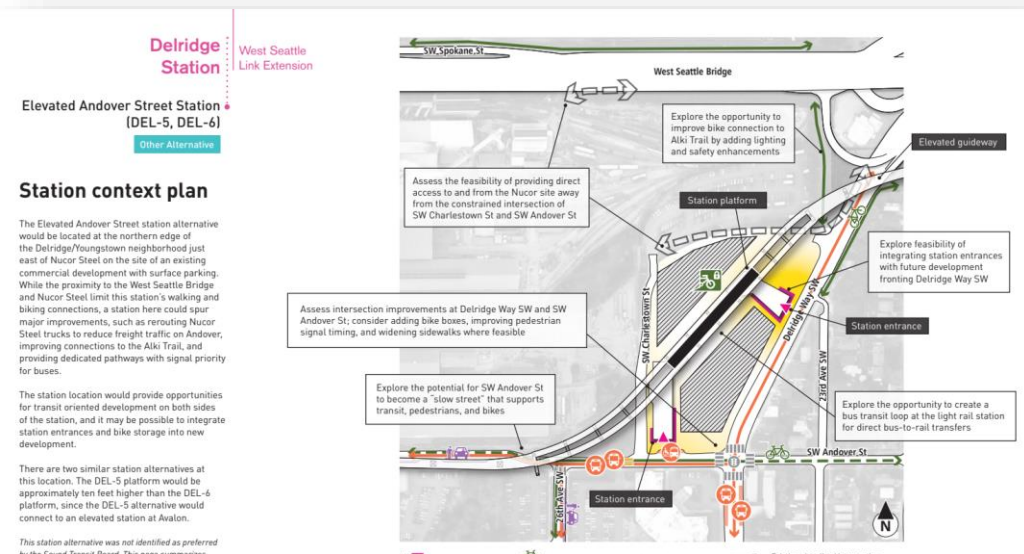 Delridge
Station
West Seattle
Link Extension
Elevated Andover Street Station
(DEL-5, DEL-6)
Other Alternative
Station context plan
The Elevated Andover Street station alternative
would be located at the northern edge of
the Delridge/Youngstown neighborhood just
east of Nucor Steel on the site of an existing
commercial development with surface parking.
While the proximity to the West Seattle Bridge
and Nucor Steel limit this station's walking and
biking connections, a station here could spur
major improvements, such as rerouting Nucor
Steel trucks to reduce freight traffic on Andover,
improving connections to the Alki Trail, and
providing dedicated pathways with signal priority
for buses.
The station location would provide opportunities
for transit oriented development on both sides
of the station, and it may be possible to integrate
station entrances and bike storage into new
development.
There are two similar station alternatives at
this location. The DEL-5 platform would be
approximately ten feet higher than the DEL-6
platform, since the DEL-5 alternative would
connect to an elevated station at Avalon.
This station alternative was not identified as preferred
by the Sound Transit Board. This page summarizes
SW Spokane St
West Seattle Bridge
Explore the opportunity to
improve bike connection to
Alki Trail by adding lighting
and safety enhancements
Elevated guideway
Assess the feasibility of providing direct
access to and from the Nucor site away
from the constrained intersection of
SW Charlestown St and SW Andover St
Station platform
Explore feasibility of
integrating station entrances
with future development
fronting Delridge Way SW
Assess intersection improvements at Delridge Way SW and SW
Andover St; consider adding bike boxes, improving pedestrian
signal timing, and widening sidewalks where feasible
SW Charlestown St
Delridge Way SW
Station entrance
23rd Ave SW
Explore the potential for SW Andover St
to become a "slow street" that supports
transit, pedestrians, and bikes
Explore the opportunity to create a
bus transit loop at the light rail station
for direct bus-to-rail transfers
SW Andover St
26th Ave SW
Station entrance
N